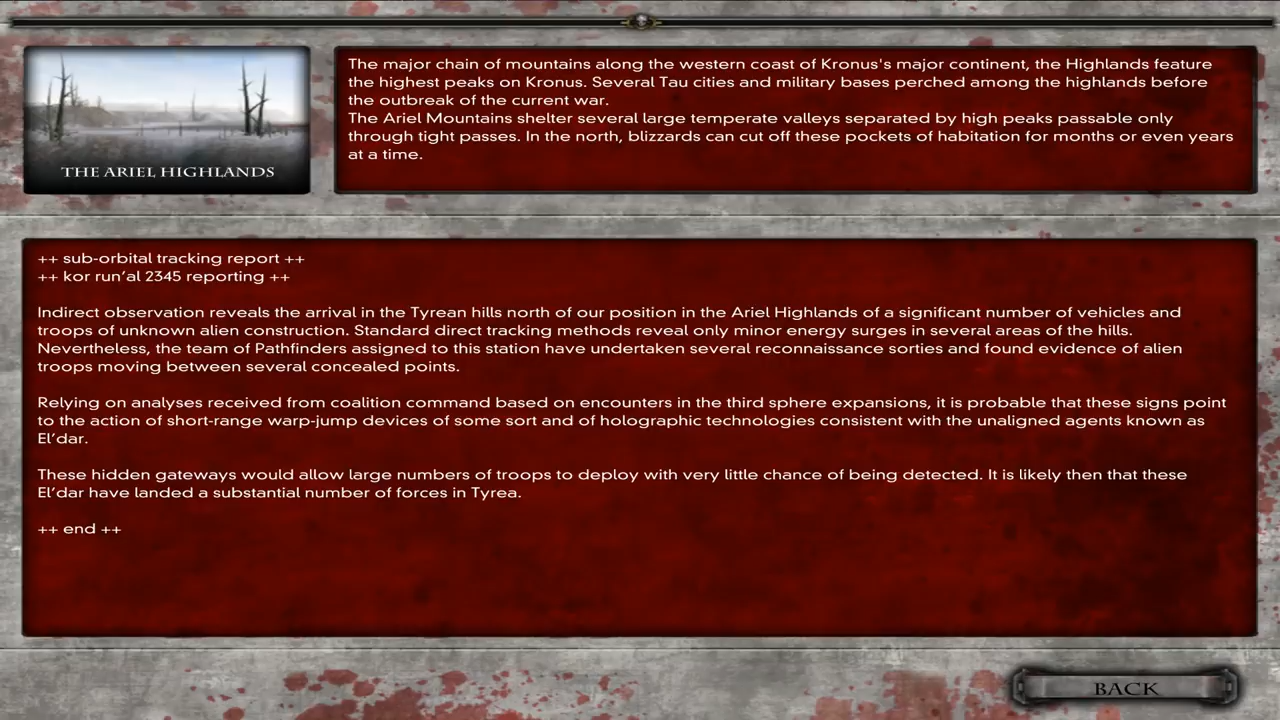 The major chain of mountains along the western coast of Kronus's major continent, the Highlands feature
the highest peaks on Kronus. Several Tau cities and military bases perched among the highlands before
the outbreak of the current war.
The Ariel Mountains shelter several large temperate valleys separated by high peaks passable only
through tight passes. In the north, blizzards can cut off these pockets of habitation for months or even years
at a time.
THE ARIEL HIGHLANDS
++ sub-orbital tracking report ++
++ kor run'al 2345 reporting ++
Indirect observation reveals the arrival in the Tyrean hills north of our position in the Ariel Highlands of a significant number of vehicles and
troops of unknown alien construction. Standard direct tracking methods reveal only minor energy surges in several areas of the hills.
Nevertheless, the team of Pathfinders assigned to this station have undertaken several reconnaissance sorties and found evidence of alien
troops moving between several concealed points.
Relying on analyses received from coalition command based on encounters in the third sphere expansions, it is probable that these signs point
to the action of short-range warp-jump devices of some sort and of holographic technologies consistent with the unaligned agents known as
El'dar.
These hidden gateways would allow large numbers of troops to deploy with very little chance of being detected. It is likely then that these
El'dar have landed a substantial number of forces in Tyrea.
++ end ++
BACK